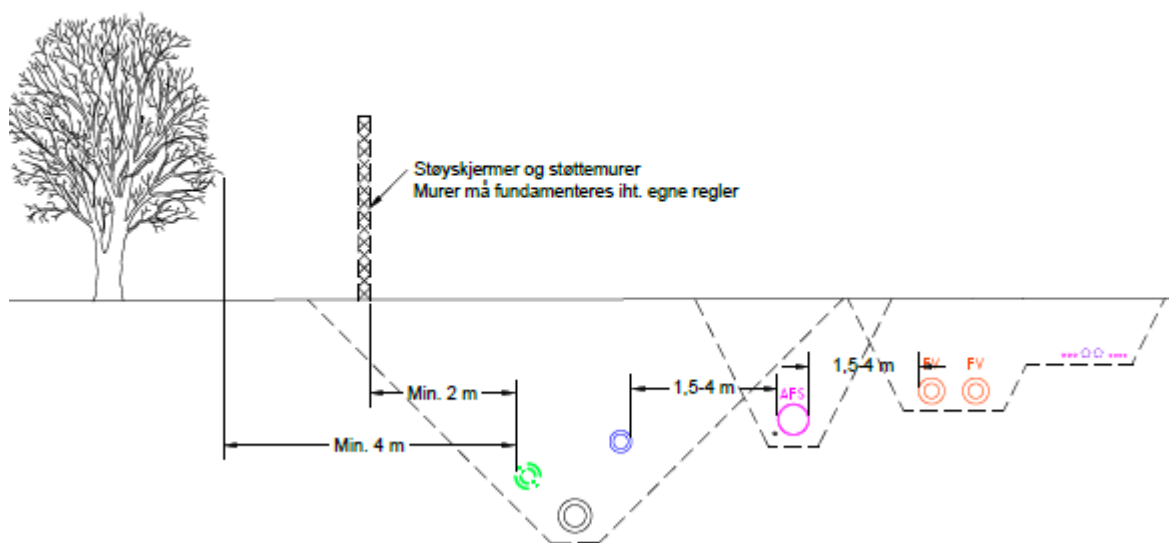 Støyskjermer og støttemurer
Murer må fundamenteres iht. egne regler
1,5-4 m
FV FV
Min. 2 m
1,5-4 m
AFS
Min. 4 m